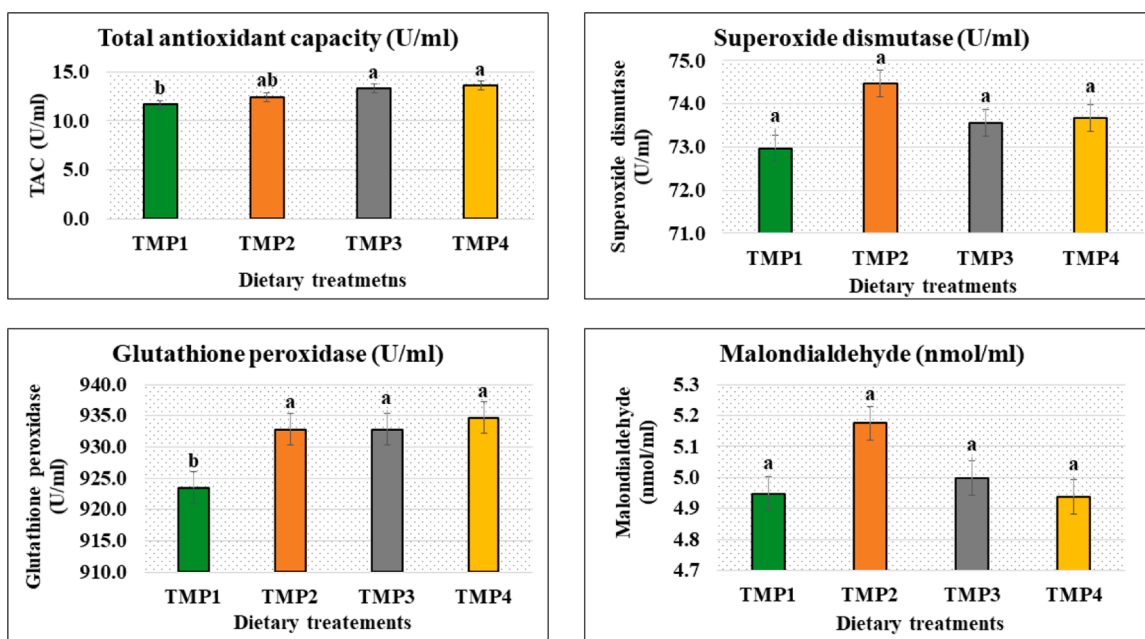 Total antioxidant capacity (U/ml)
TAC (U/ml)
15.0
10.0
5.0
0.0
b
ab
a
a
TMP1 TMP2 TMP3 TMP4
Dietary treatmetns
Superoxide dismutase (U/ml)
Superoxide dismutase
(U/ml)
75.0
74.0
73.0
72.0
71.0
a
a
a
a
TMP1 TMP2 TMP3 TMP4
Dietary treatments
Glutathione peroxidase (U/ml)
Glutathione peroxidase
(U/ml)
940.0
935.0
930.0
925.0
920.0
915.0
910.0
b
a
a
a
TMP1 TMP2 TMP3 TMP4
Dietary treatements
Malondialdehyde (nmol/ml)
Malondialdehyde
(nmol/ml)
5.3
5.2
5.1
5.0
4.9
4.8
4.7
a
a
a
a
TMP1 TMP2 TMP3 TMP4
Dietary treatments